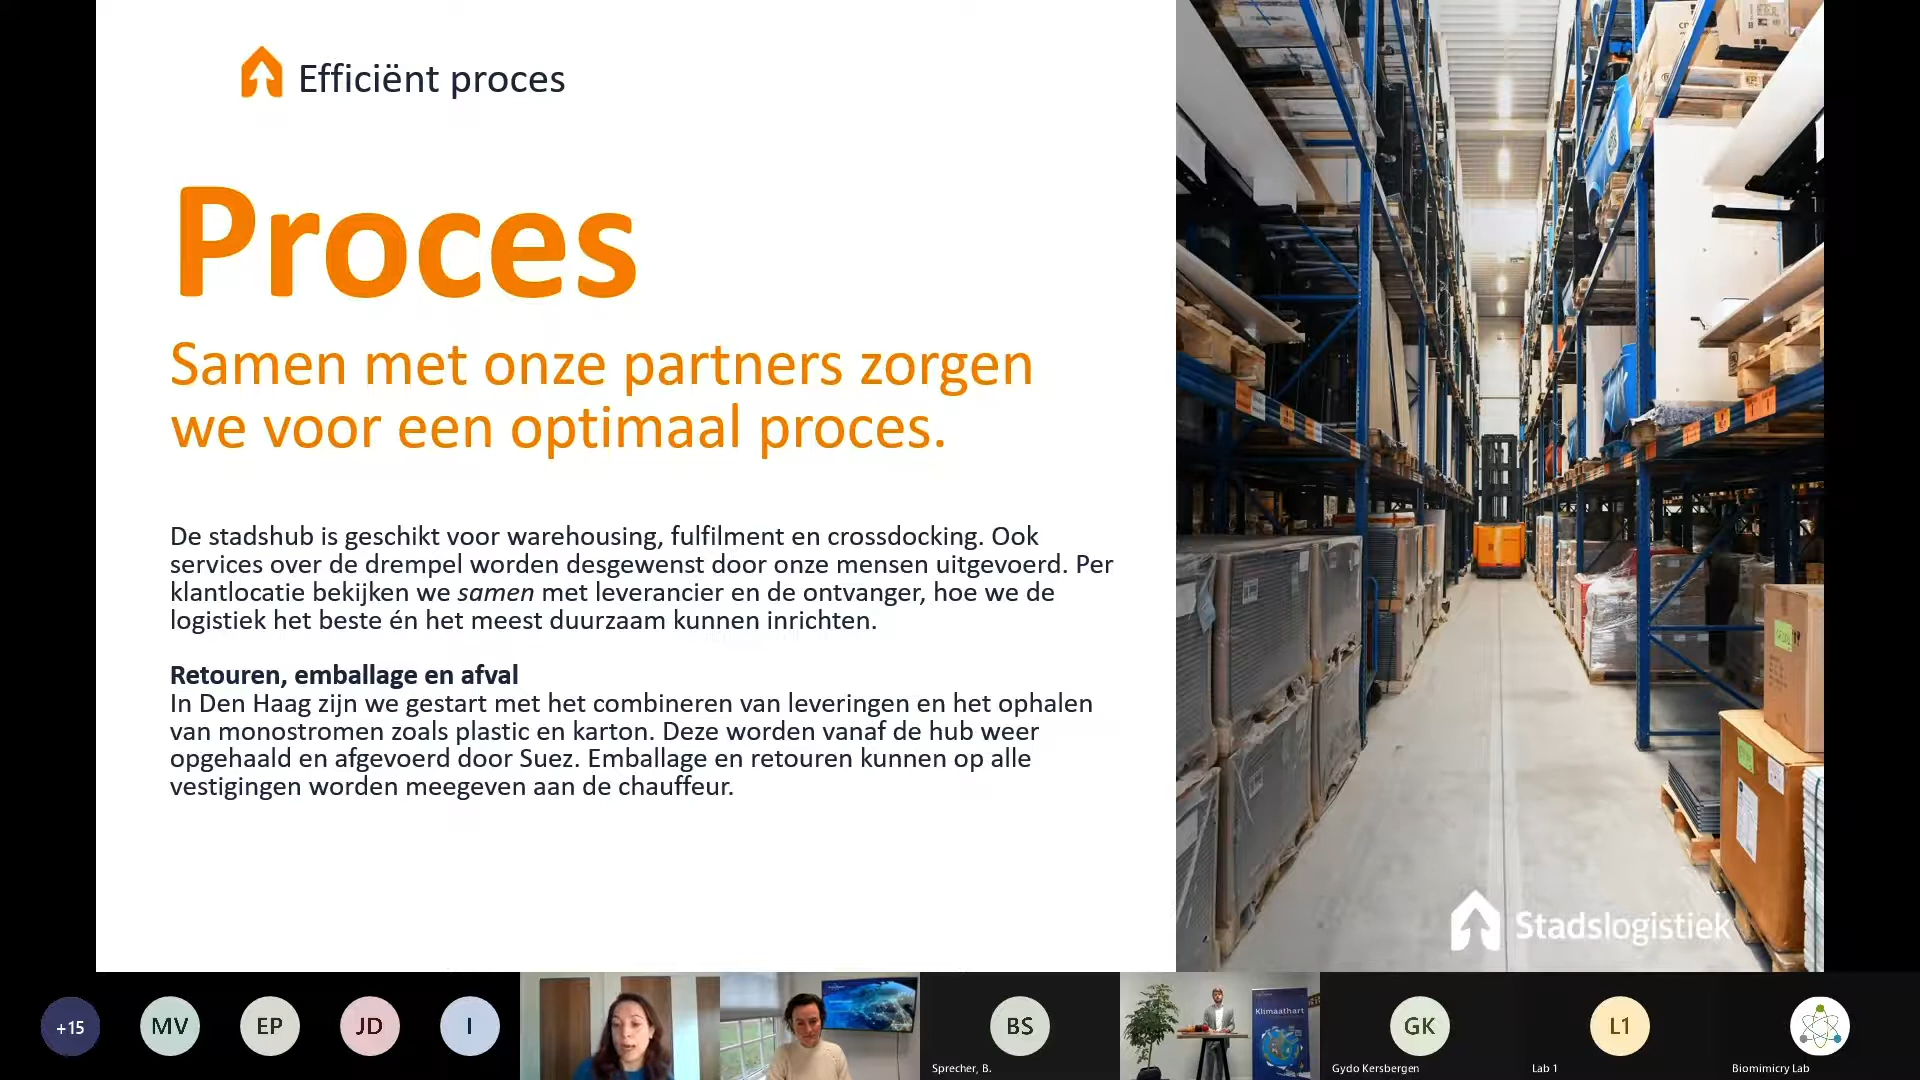 Efficiënt proces
Proces
Samen met onze partners zorgen
we voor een optimaal proces.
De stadshub is geschikt voor warehousing, fulfilment en crossdocking. Ook
services over de drempel worden desgewenst door onze mensen uitgevoerd. Per
klantlocatie bekijken we samen met leverancier en de ontvanger, hoe we de
logistiek het beste én het meest duurzaam kunnen inrichten.
Retouren, emballage en afval
In Den Haag zijn we gestart met het combineren van leveringen en het ophalen
van monostromen zoals plastic en karton. Deze worden vanaf de hub weer
opgehaald en afgevoerd door Suez. Emballage en retouren kunnen op alle
vestigingen worden meegeven aan de chauffeur.
Stadslogistiek
+15
MV
EP
JD
I
BS
Sprecher, B.
Klimaathart
GK
Gydo Kersbergen
L1
Lab 1
Biomimicry Lab